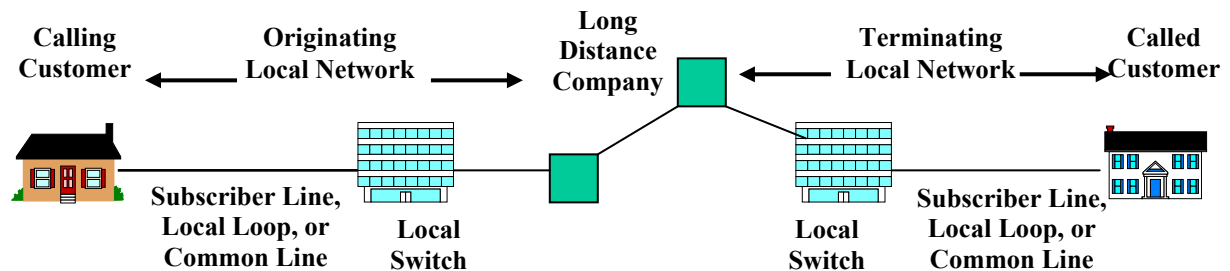 Calling
Customer
Originating
Local Network
Long
Distance
Company
Terminating
Local Network
Called
Customer
Subscriber Line,
Local Loop, or
Common Line
Local
Switch
Local
Switch
Subscriber Line,
Local Loop, or
Common Line